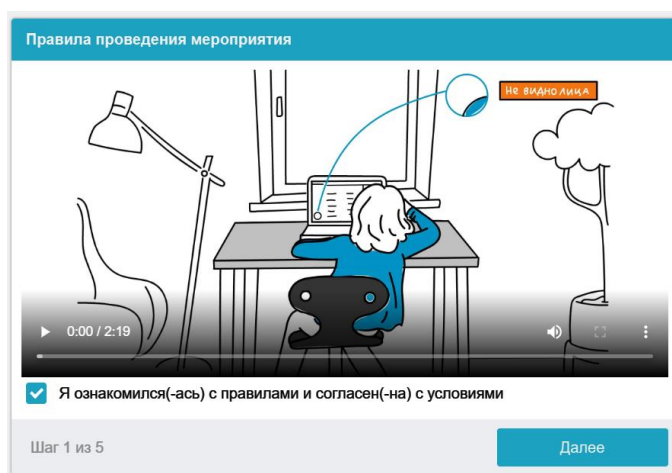 Правила проведения мероприятия
Не видно лица
0:00 / 2:19
Я ознакомился(-ась) с правилами и согласен(-на) с условиями
Шаг 1 из 5
Далее